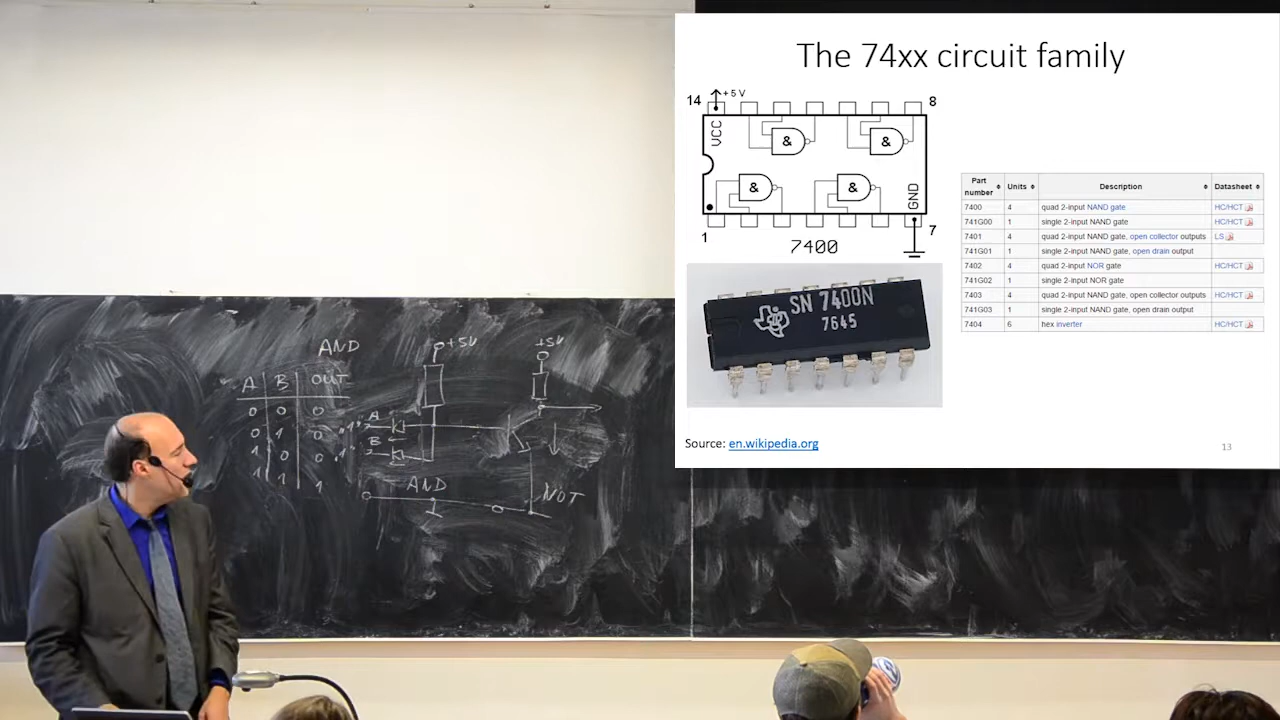 The 74xx circuit family
14
+5V
8
VCC
&
&
&
&
GND
1
7
7400
SN 7400N
7645
Part number Units Description Datasheet
7400 4 quad 2-input NAND gate HC/HCT
741G00 1 single 2-input NAND gate HC/HCT
7401 4 quad 2-input NAND gate, open collector outputs LS
741G01 1 single 2-input NAND gate, open drain output
7402 4 quad 2-input NOR gate HC/HCT
741G02 1 single 2-input NOR gate
7403 4 quad 2-input NAND gate, open collector outputs HC/HCT
741G03 1 single 2-input NAND gate, open drain output
7404 6 hex inverter HC/HCT
Source: en.wikipedia.org
13
AND
A B OUT
0 0 0
0 1 0
1 0 0
1 1 1
+5V
+5V
"1" A
"1" B
AND
NOT